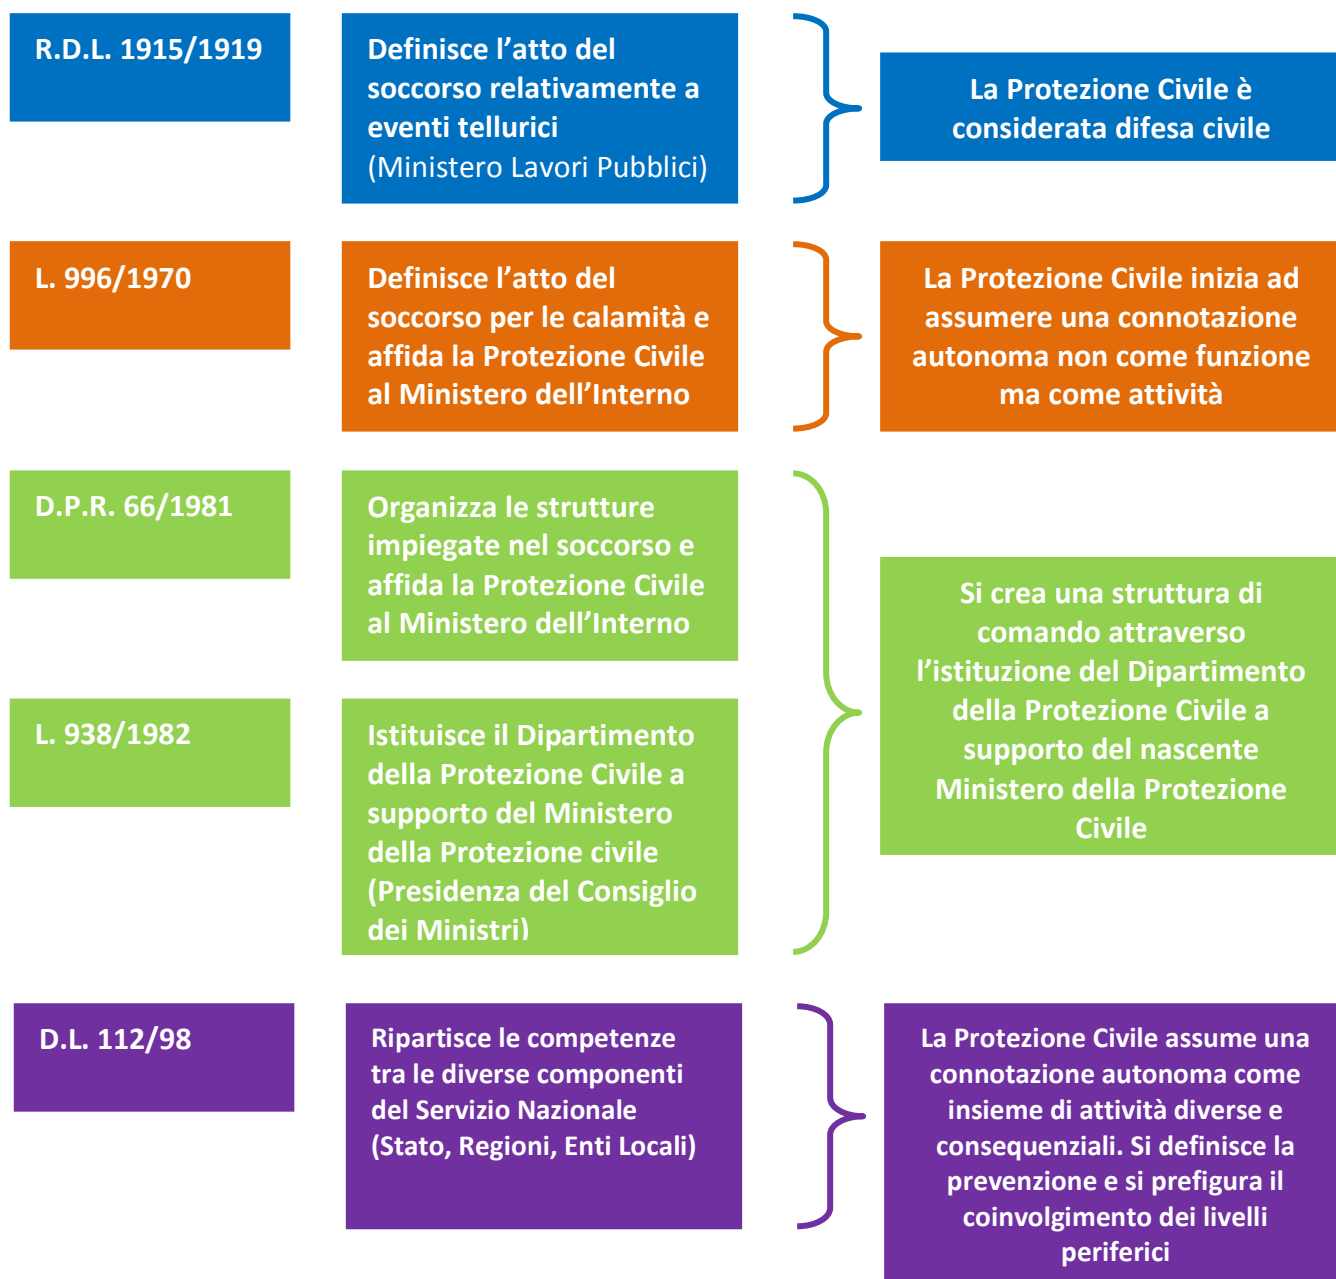 R.D.L. 1915/1919
Definisce l’atto del
soccorso relativamente a
eventi tellurici
(Ministero Lavori Pubblici)
La Protezione Civile è
considerata difesa civile
L. 996/1970
Definisce l’atto del
soccorso per le calamità e
affida la Protezione Civile
al Ministero dell’Interno
La Protezione Civile inizia ad
assumere una connotazione
autonoma non come funzione
ma come attività
D.P.R. 66/1981
Organizza le strutture
impiegate nel soccorso e
affida la Protezione Civile
al Ministero dell’Interno
L. 938/1982
Istituisce il Dipartimento
della Protezione Civile a
supporto del Ministero
della Protezione civile
(Presidenza del Consiglio
dei Ministri)
Si crea una struttura di
comando attraverso
l’istituzione del Dipartimento
della Protezione Civile a
supporto del nascente
Ministero della Protezione
Civile
D.L. 112/98
Ripartisce le competenze
tra le diverse componenti
del Servizio Nazionale
(Stato, Regioni, Enti Locali)
La Protezione Civile assume una
connotazione autonoma come
insieme di attività diverse e
consequenziali. Si definisce la
prevenzione e si prefigura il
coinvolgimento dei livelli
periferici